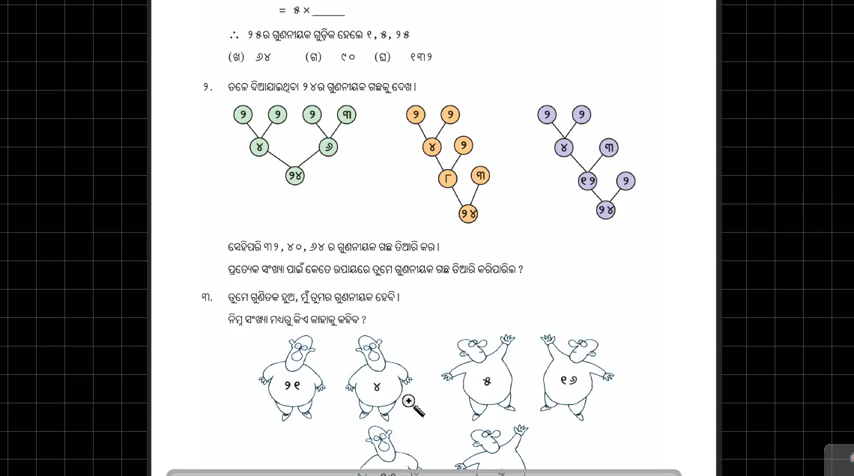 = ୫ × _____
∴ ୨୫ର ଗୁଣନୀୟକ ଗୁଡ଼ିକ ହେଲେ ୧, ୫, ୨୫
(ଖ) ୬୪ (ଗ) ୯୦ (ଘ) ୧୩୨
୨. ତଳେ ଦିଆଯାଇଥିବା ୨୪ର ଗୁଣନୀୟକ ଗଛକୁ ଦେଖ।
୨ ୨ ୨ ୩ ୨ ୨ ୨ ୨
୪ ୬ ୪ ୨ ୪ ୩
୨୪ ୮ ୩ ୧୨ ୨
୨୪ ୨୪
ସେହିପରି ୩୨, ୪୦, ୬୪ ର ଗୁଣନୀୟକ ଗଛ ତିଆରି କର।
ପ୍ରତ୍ୟେକ ସଂଖ୍ୟା ପାଇଁ କେତେ ଉପାୟରେ ତୁମେ ଗୁଣନୀୟକ ଗଛ ତିଆରି କରିପାରିଲ ?
୩. ତୁମେ ଗୁଣିତକ ହୁଅ, ମୁଁ ତୁମର ଗୁଣନୀୟକ ହେବି।
ନିମ୍ନ ସଂଖ୍ୟା ମଧ୍ୟରୁ କିଏ କାହାକୁ କହିବ ?
୨୧ ୪ ୫ ୧୬